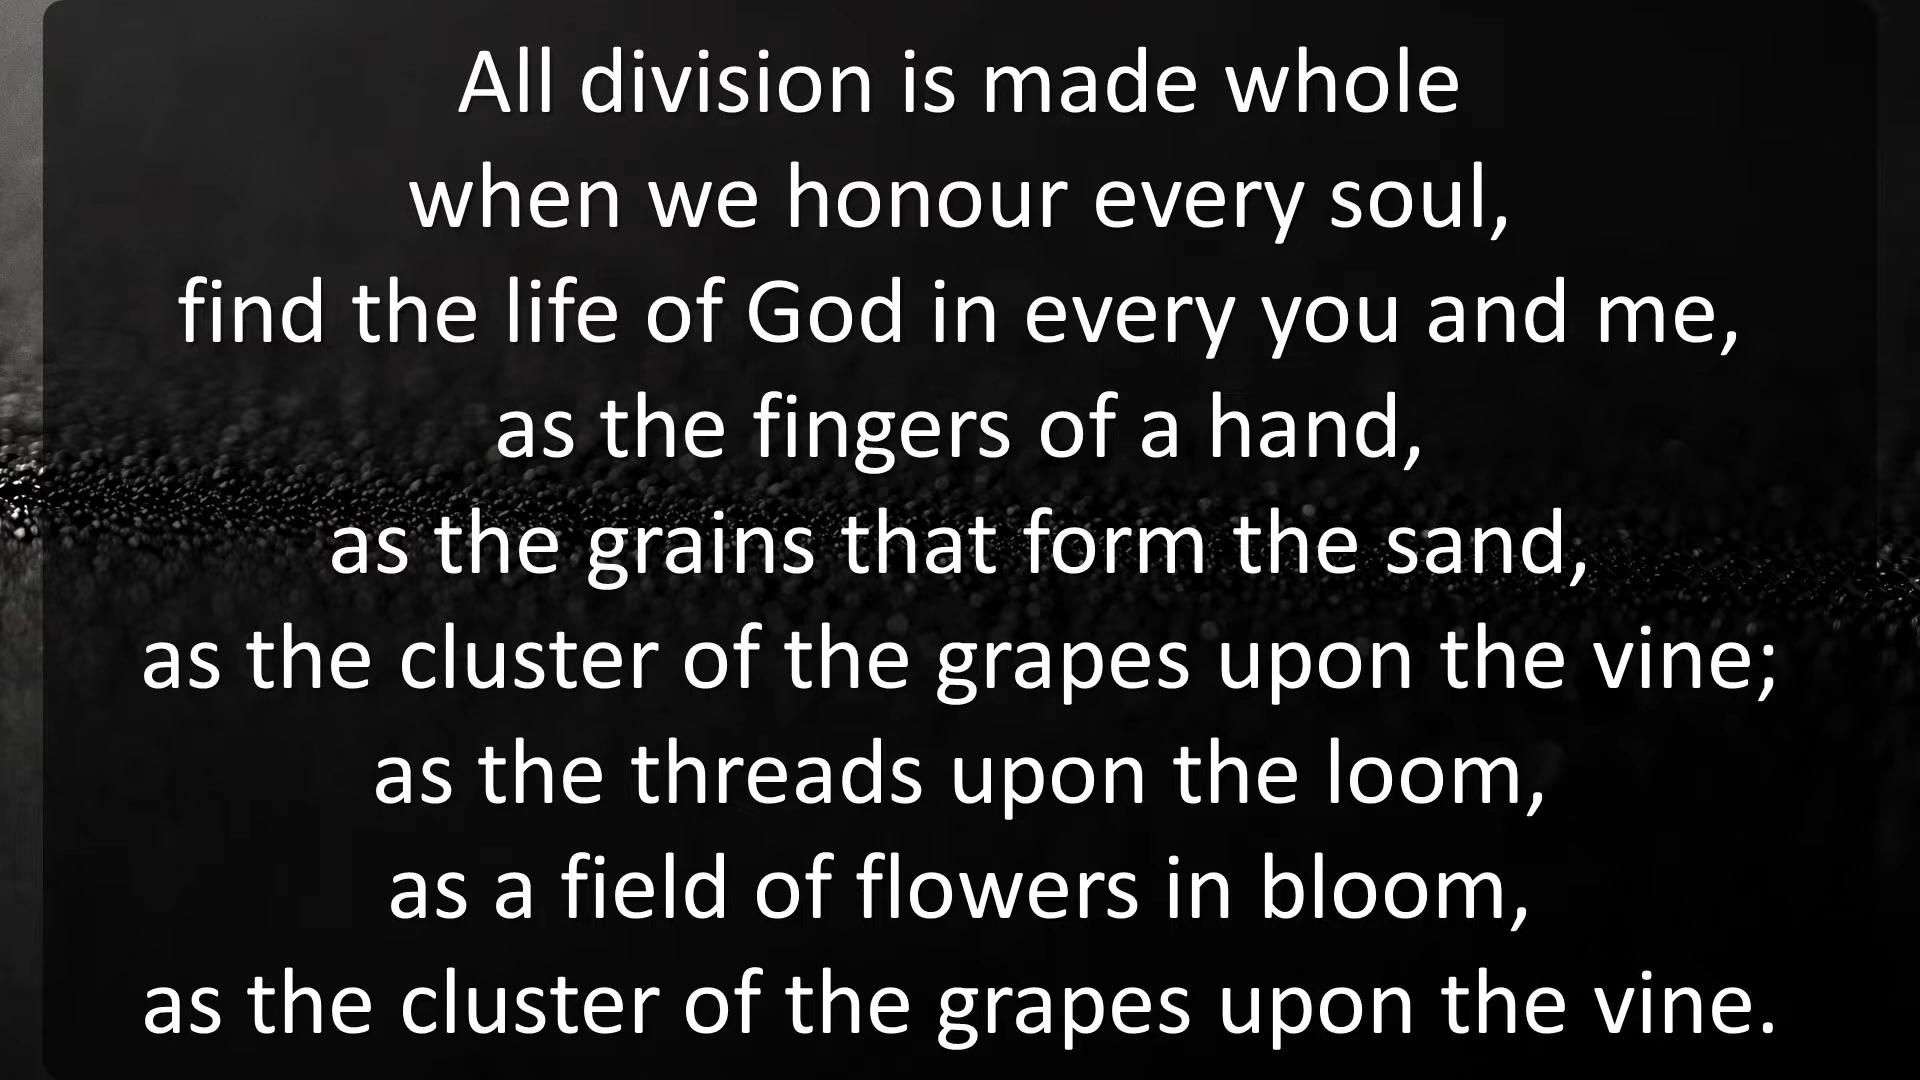 All division is made whole
when we honour every soul,
find the life of God in every you and me,
as the fingers of a hand,
as the grains that form the sand,
as the cluster of the grapes upon the vine;
as the threads upon the loom,
as a field of flowers in bloom,
as the cluster of the grapes upon the vine.